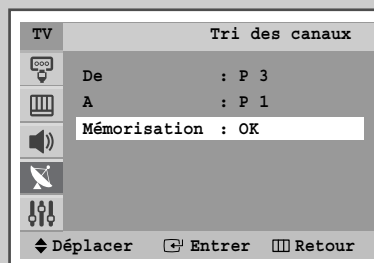 TV Tri des canaux
De : P 3
A : P 1
Mémorisation : OK
Déplacer Entrer Retour